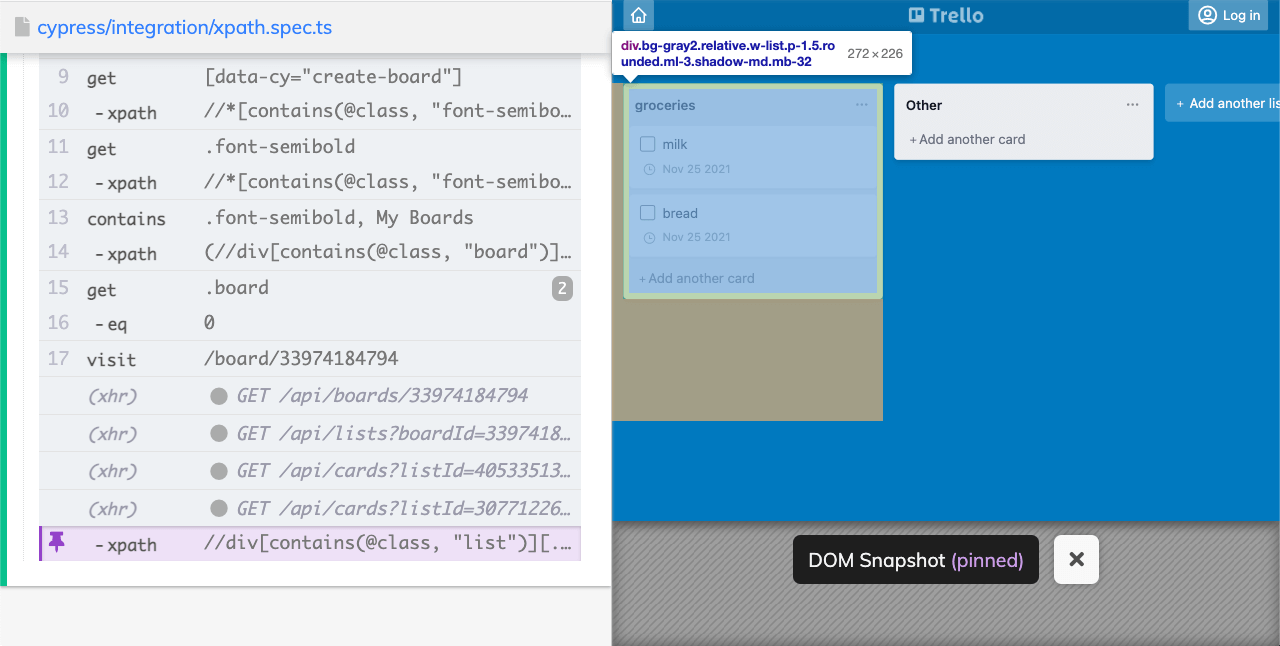 cypress/integration/xpath.spec.ts
9 get [data-cy="create-board"]
10 -xpath //*[contains(@class, "font-semibo…
11 get .font-semibold
12 -xpath //*[contains(@class, "font-semibo…
13 contains .font-semibold, My Boards
14 -xpath (//div[contains(@class, "board")]…
15 get .board 2
16 -eq 0
17 visit /board/33974184794
(xhr) GET /api/boards/33974184794
(xhr) GET /api/lists?boardId=3397418…
(xhr) GET /api/cards?listId=40533513…
(xhr) GET /api/cards?listId=30771226…
-xpath //div[contains(@class, "list")][.…
Trello
Log in
div.bg-gray2.relative.w-list.p-1.5.ro
unded.ml-3.shadow-md.mb-32
272 × 226
groceries ...
milk
Nov 25 2021
bread
Nov 25 2021
+ Add another card
Other ...
+ Add another card
+ Add another lis
DOM Snapshot (pinned) ×